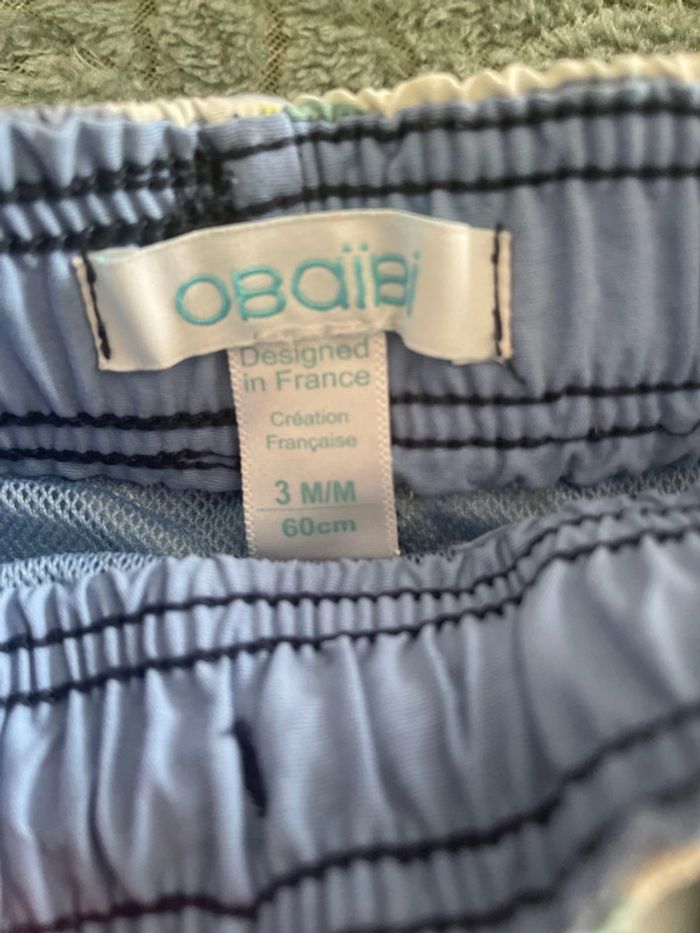 OBaïBi
Designed
in France
Création
Française
3 M/M
60cm